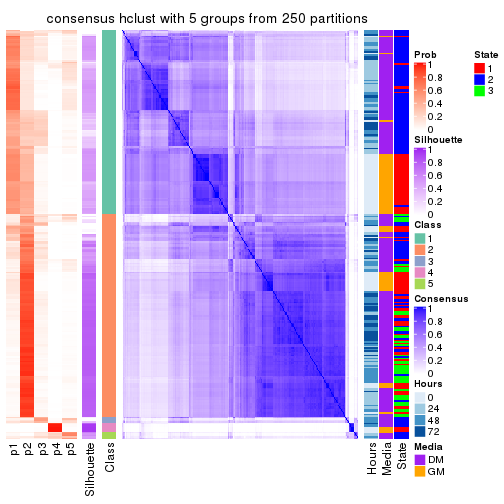 consensus hclust with 5 groups from 250 partitions
Prob
1
0.8
0.6
0.4
0.2
0
State
1
2
3
Silhouette
1
0.8
0.6
0.4
0.2
0
Class
1
2
3
4
5
Consensus
1
0.8
0.6
0.4
0.2
0
Hours
0
24
48
72
Media
DM
GM
p1
p2
p3
p4
p5
Silhouette
Class
Hours
Media
State